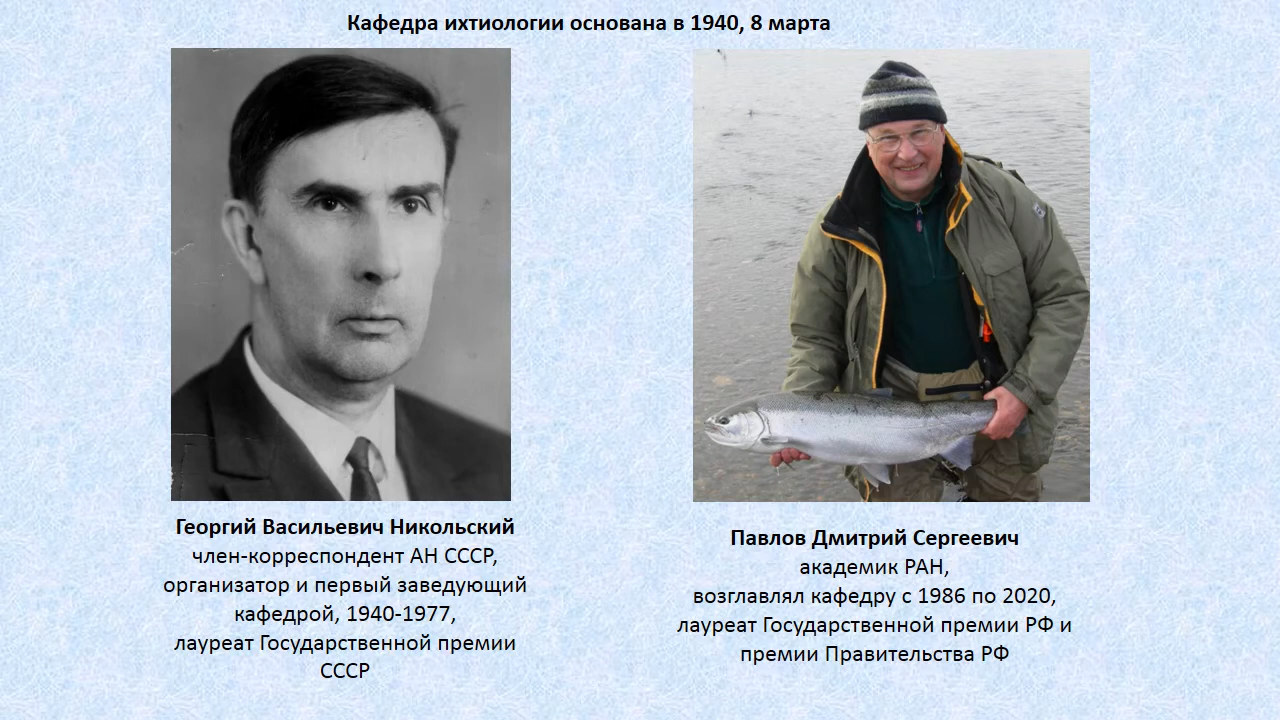 Кафедра ихтиологии основана в 1940, 8 марта
Георгий Васильевич Никольский
член-корреспондент АН СССР,
организатор и первый заведующий
кафедрой, 1940-1977,
лауреат Государственной премии
СССР
Павлов Дмитрий Сергеевич
академик РАН,
возглавлял кафедру с 1986 по 2020,
лауреат Государственной премии РФ и
премии Правительства РФ